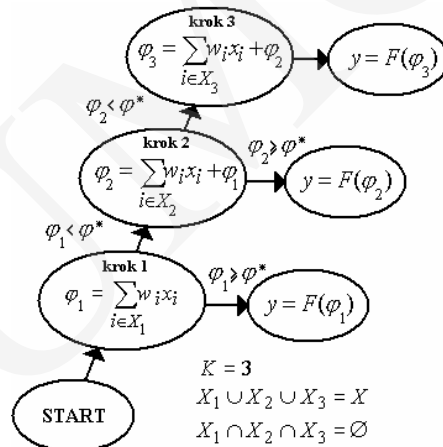 krok 3
φ₃ = ∑ wᵢxᵢ + φ₂
i∈X₃
y = F(φ₃)
φ₂ < φ*
krok 2
φ₂ = ∑ wᵢxᵢ + φ₁
i∈X₂
φ₂ ⩾ φ*
y = F(φ₂)
φ₁ < φ*
krok 1
φ₁ = ∑ wᵢxᵢ
i∈X₁
φ₁ ⩾ φ*
y = F(φ₁)
START
K = 3
X₁ ∪ X₂ ∪ X₃ = X
X₁ ∩ X₂ ∩ X₃ = ∅